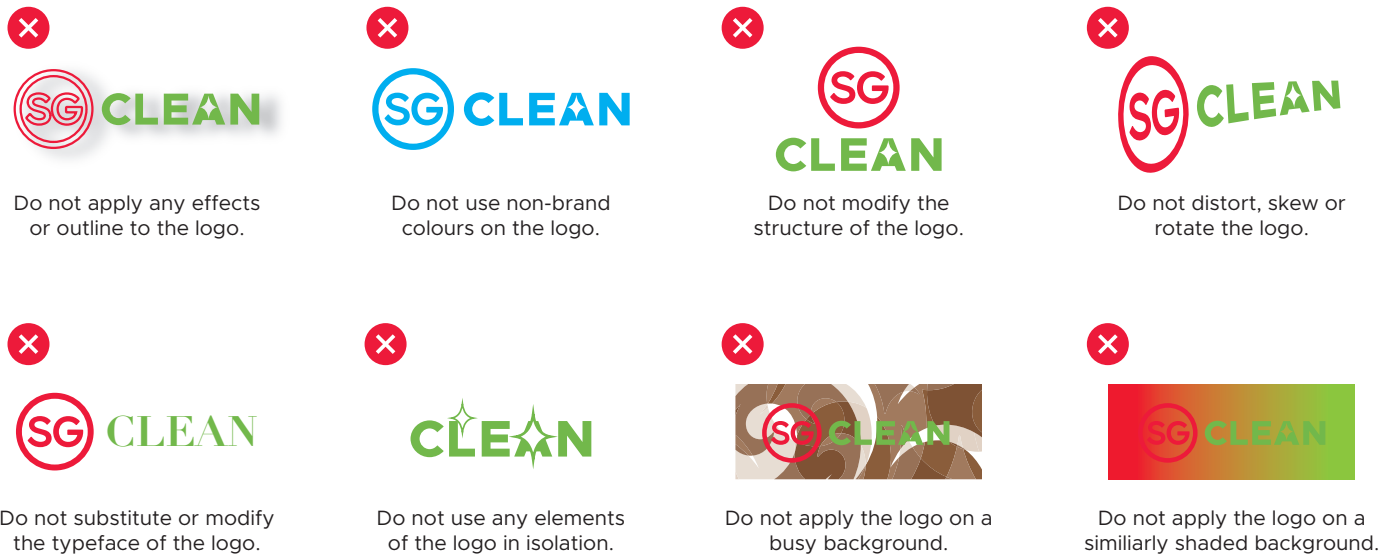 SG CLEAN
Do not apply any effects
or outline to the logo.
SG CLEAN
Do not use non-brand
colours on the logo.
SG
CLEAN
Do not modify the
structure of the logo.
SG CLEAN
Do not distort, skew or
rotate the logo.
SG CLEAN
Do not substitute or modify
the typeface of the logo.
CLEAN
Do not use any elements
of the logo in isolation.
SG CLEAN
Do not apply the logo on a
busy background.
SG CLEAN
Do not apply the logo on a
similiarly shaded background.